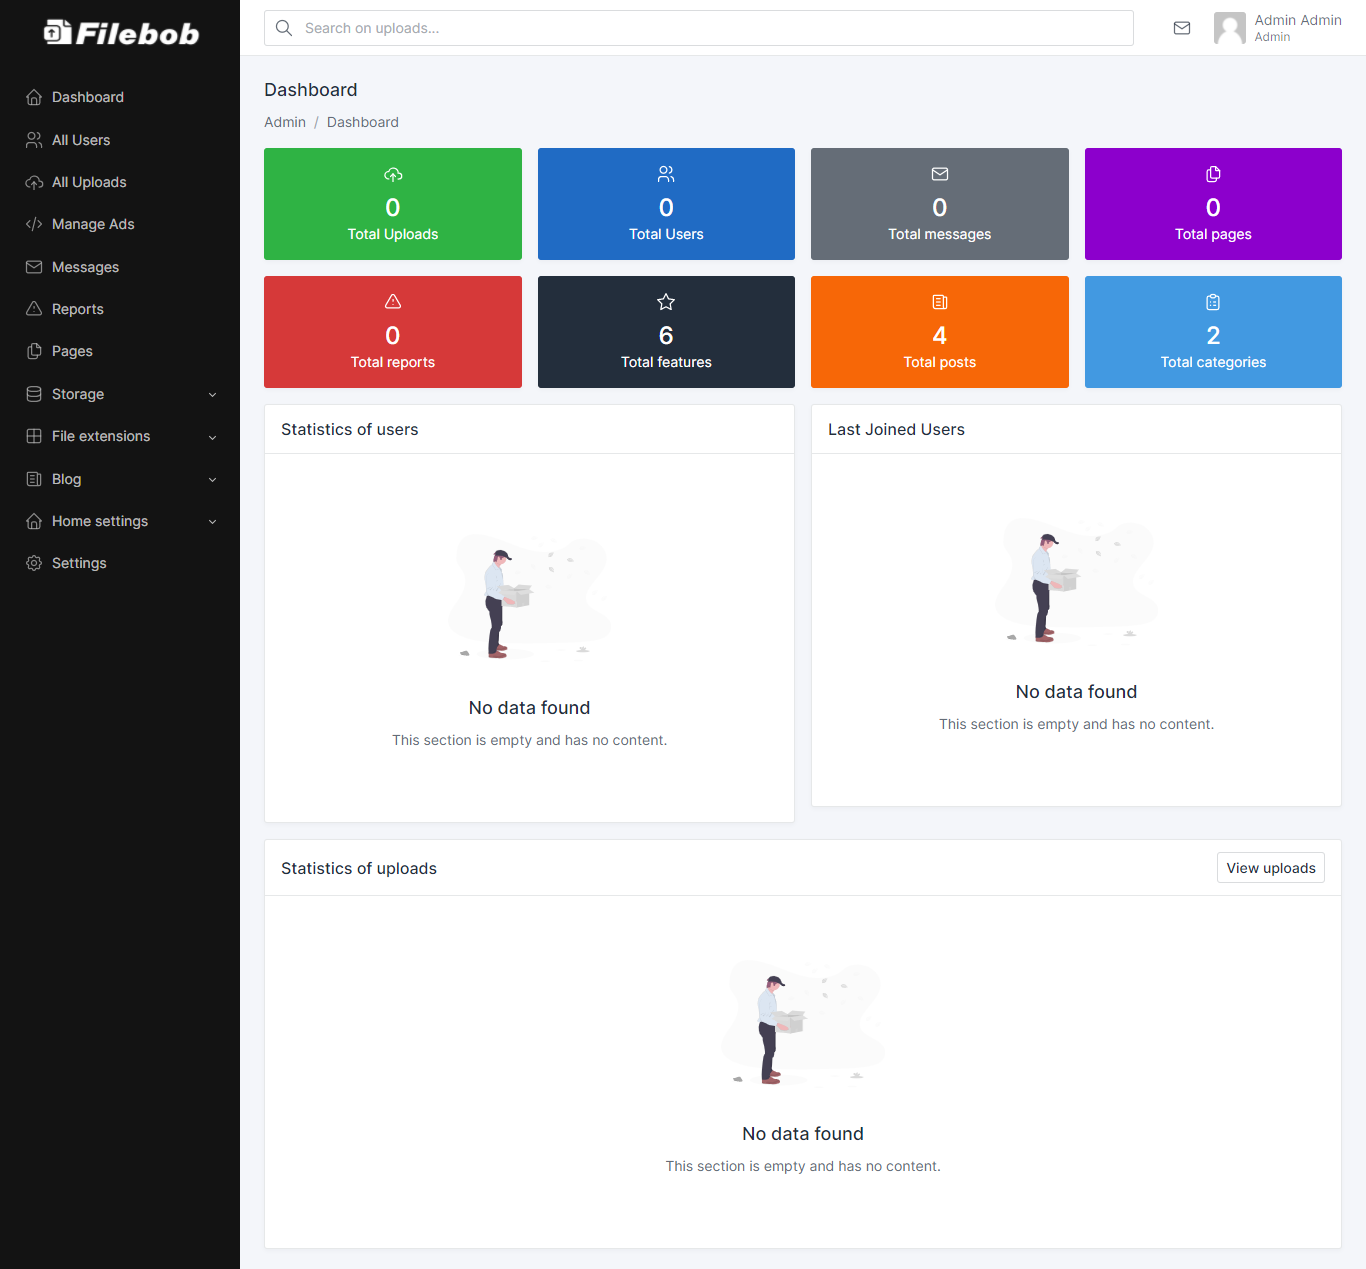 Filebob
Dashboard
All Users
All Uploads
Manage Ads
Messages
Reports
Pages
Storage
File extensions
Blog
Home settings
Settings
Search on uploads...
Admin Admin
Admin
Dashboard
Admin / Dashboard
0
Total Uploads
0
Total Users
0
Total messages
0
Total pages
0
Total reports
6
Total features
4
Total posts
2
Total categories
Statistics of users
No data found
This section is empty and has no content.
Last Joined Users
No data found
This section is empty and has no content.
Statistics of uploads
View uploads
No data found
This section is empty and has no content.